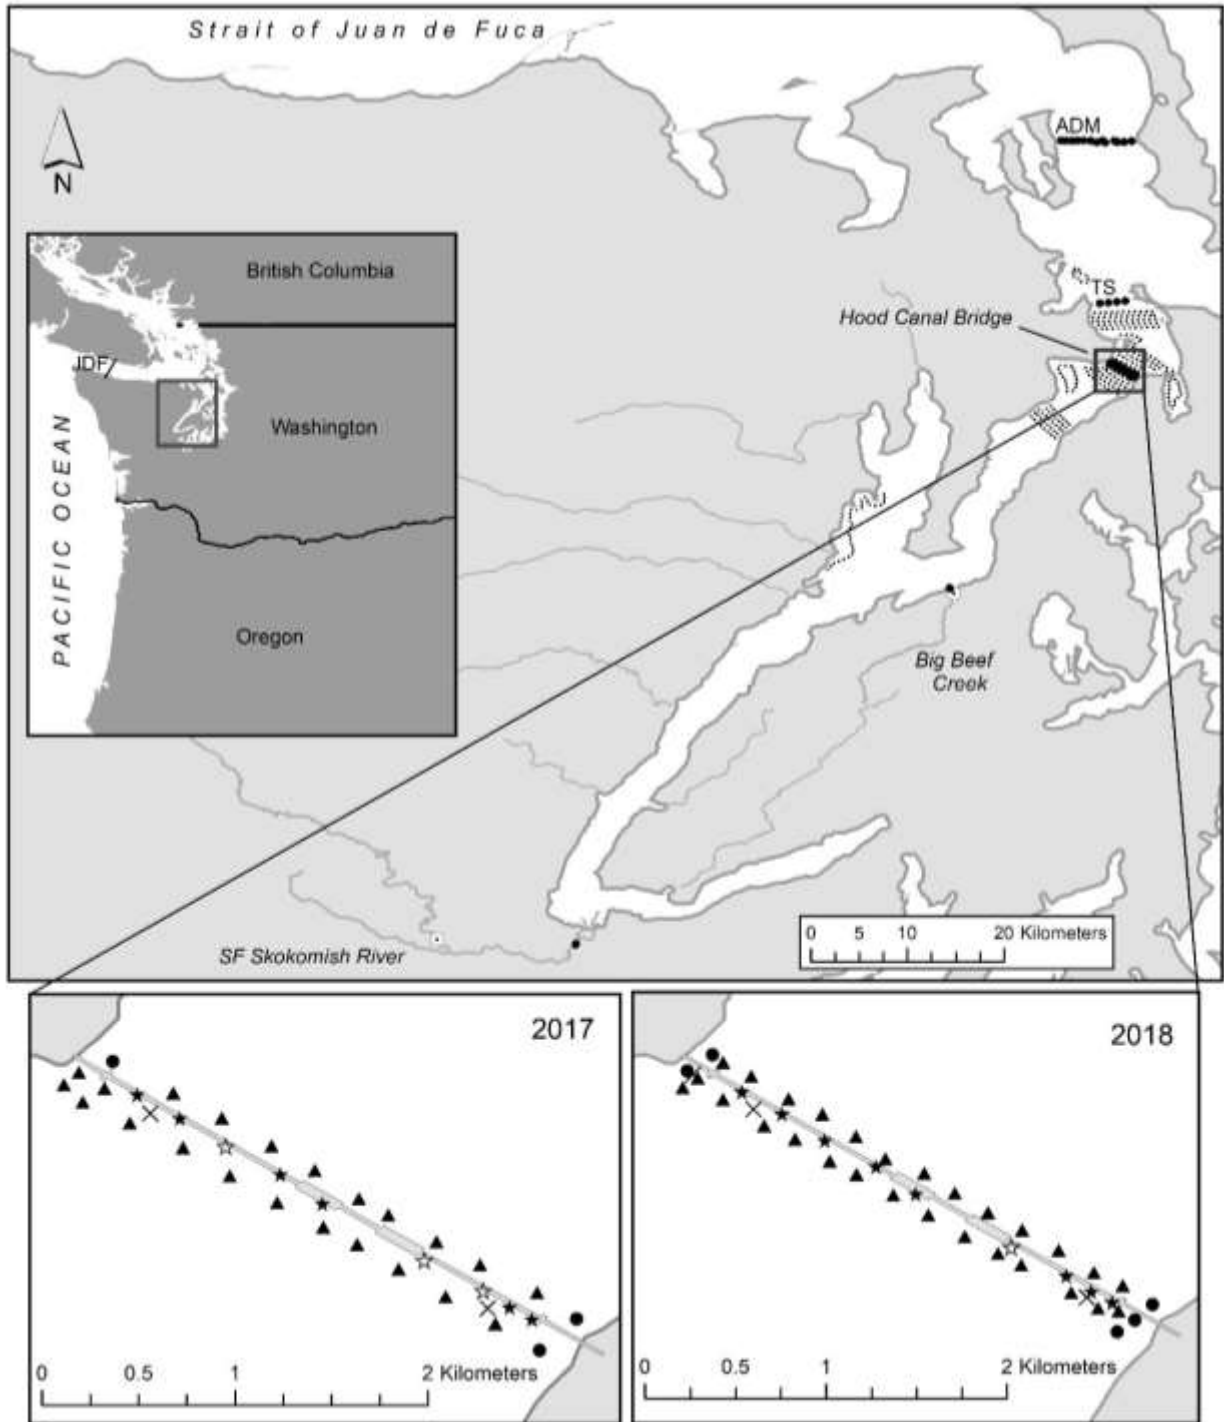 Strait of Juan de Fuca
ADM
N
British Columbia
TS
Hood Canal Bridge
JDF
Washington
PACIFIC OCEAN
Oregon
Big Beef
Creek
SF Skokomish River
0 5 10 20 Kilometers
2017
2018
0 0.5 1 2 Kilometers
0 0.5 1 2 Kilometers